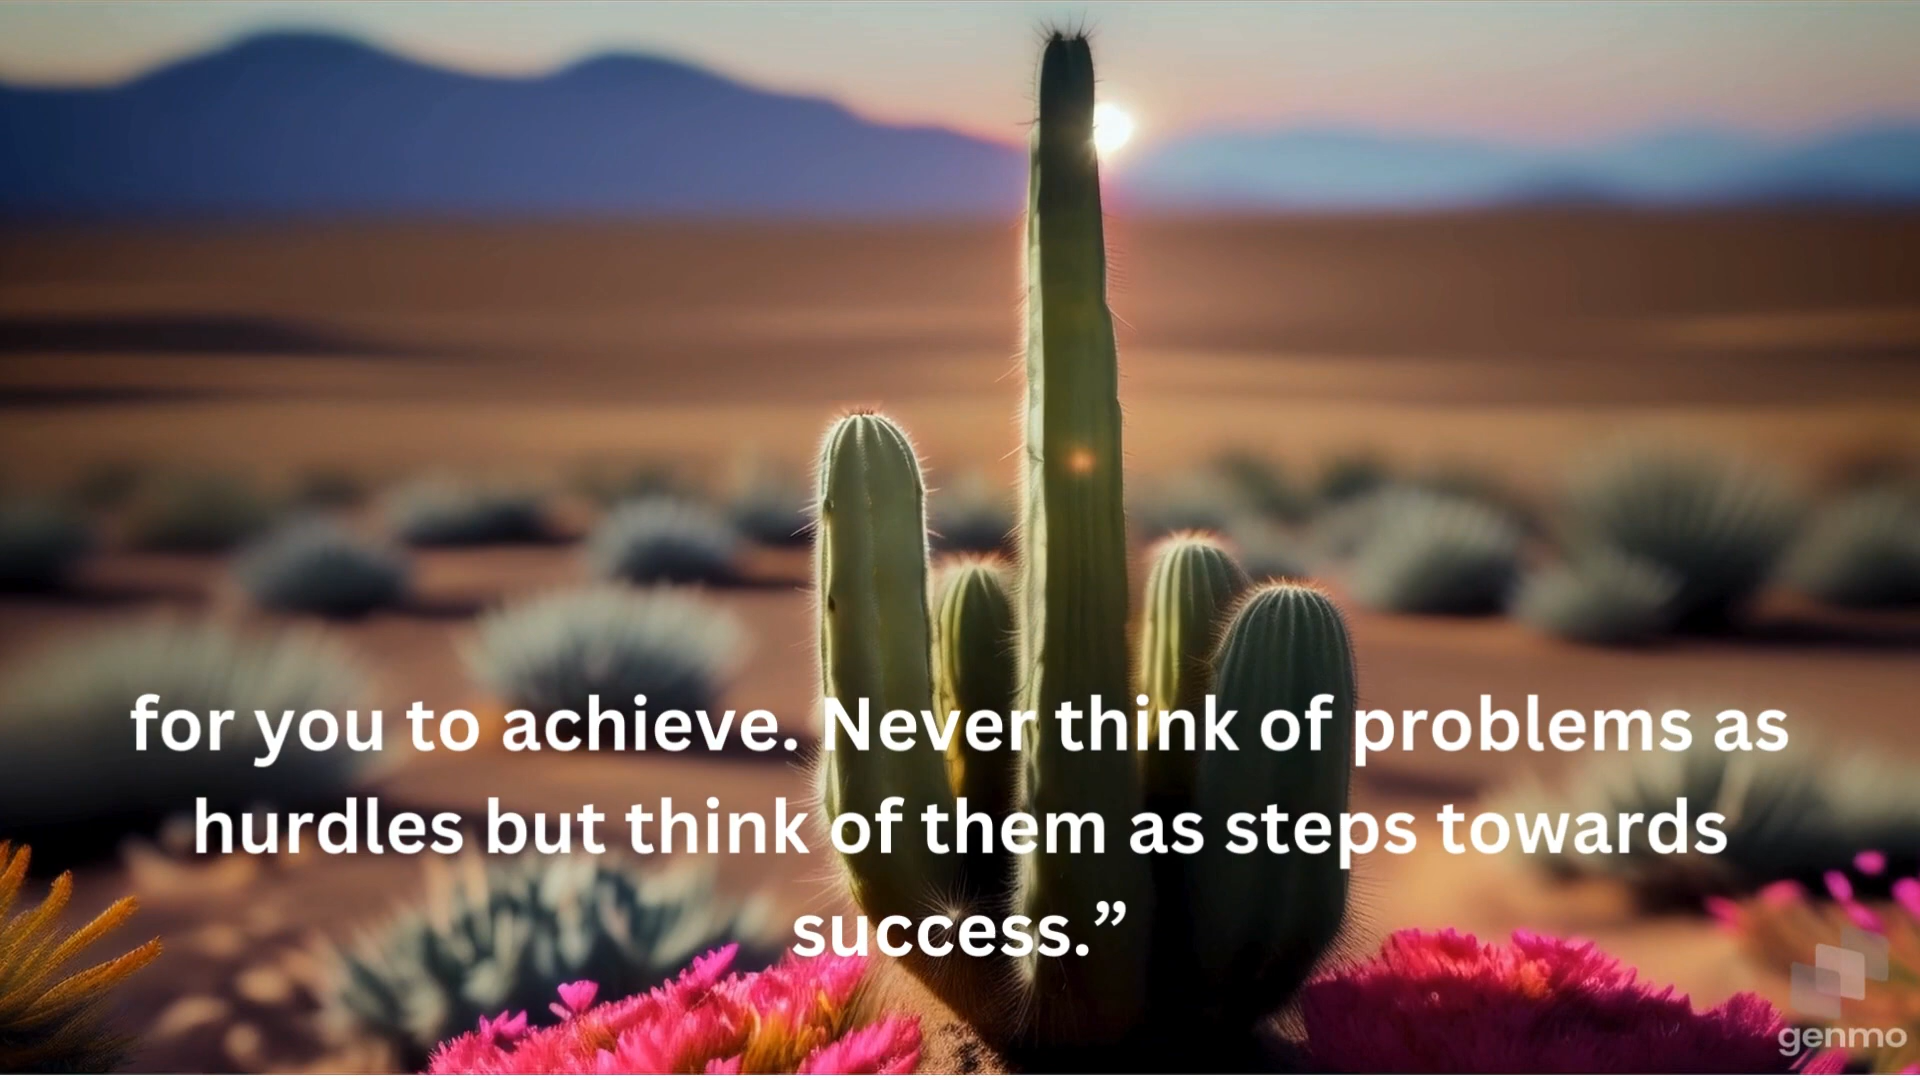 for you to achieve. Never think of problems as
hurdles but think of them as steps towards
success.”
genmo